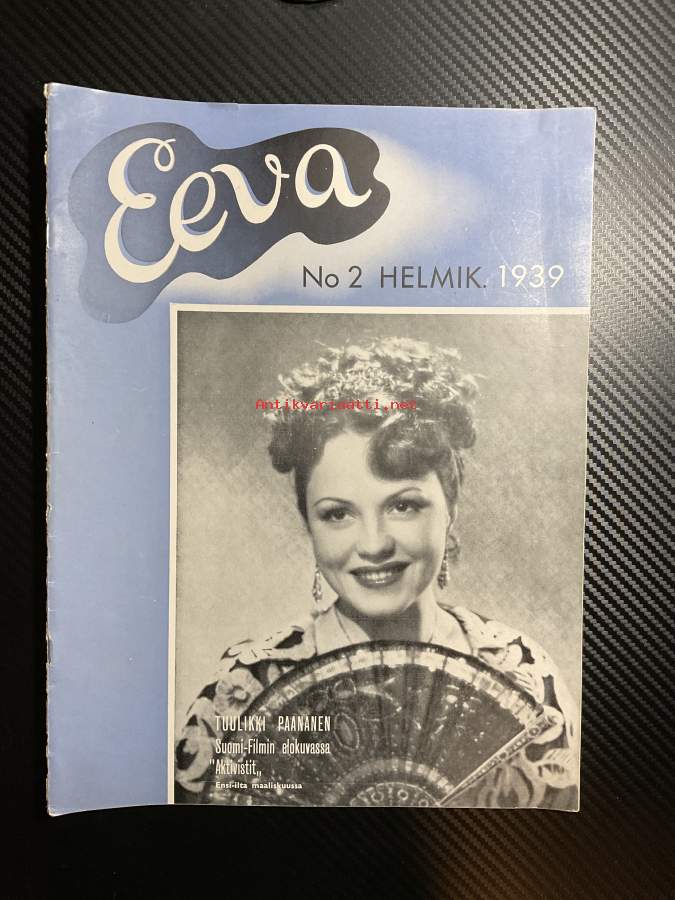 Eeva
No 2 HELMIK. 1939
Antikvariaatti.net
TUULIKKI PAANANEN
Suomi-Filmin elokuvassa
"Aktivistit„
Ensi-ilta maaliskuussa